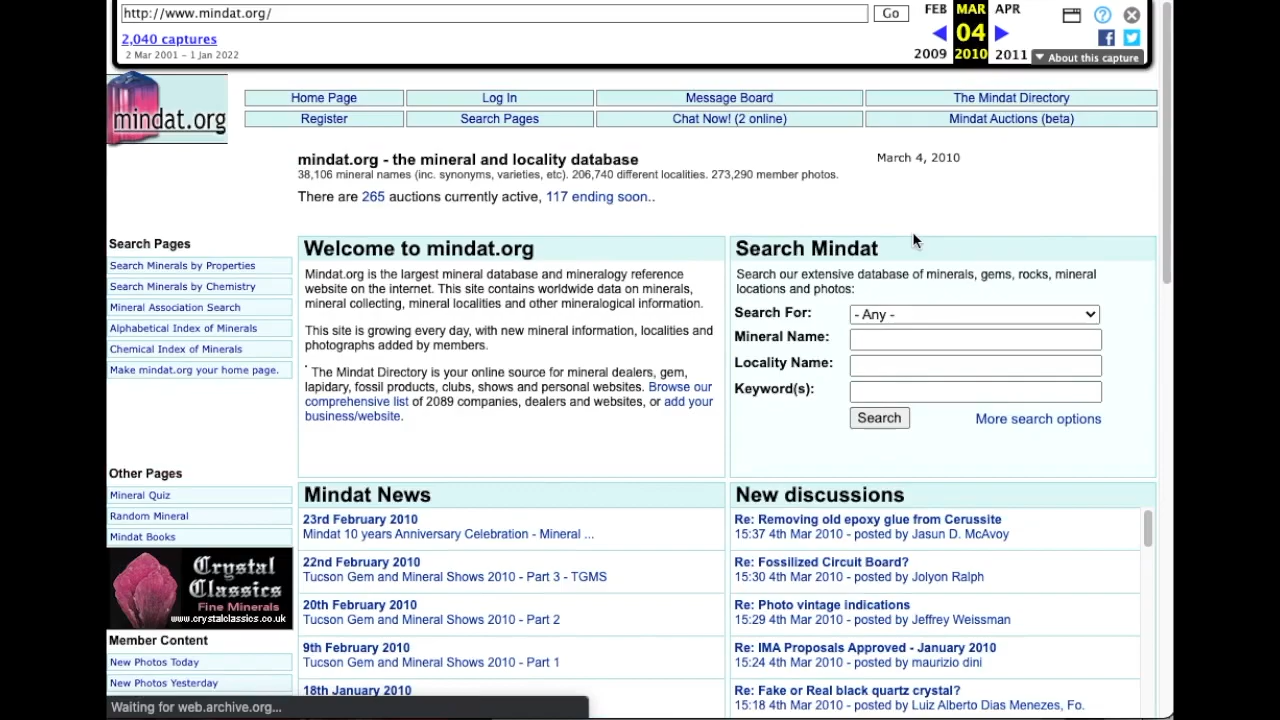 http://www.mindat.org/
Go
FEB MAR APR
04
2009 2010 2011
2,040 captures
2 Mar 2001 – 1 Jan 2022
About this capture
mindat.org
Home Page
Log In
Message Board
The Mindat Directory
Register
Search Pages
Chat Now! (2 online)
Mindat Auctions (beta)
mindat.org - the mineral and locality database
March 4, 2010
38,106 mineral names (inc. synonyms, varieties, etc). 206,740 different localities. 273,290 member photos.
There are 265 auctions currently active, 117 ending soon..
Search Pages
Search Minerals by Properties
Search Minerals by Chemistry
Mineral Association Search
Alphabetical Index of Minerals
Chemical Index of Minerals
Make mindat.org your home page.
Other Pages
Mineral Quiz
Random Mineral
Mindat Books
Crystal
Classics
Fine Minerals
www.crystalclassics.co.uk
Member Content
New Photos Today
New Photos Yesterday
Welcome to mindat.org
Mindat.org is the largest mineral database and mineralogy reference
website on the internet. This site contains worldwide data on minerals,
mineral collecting, mineral localities and other mineralogical information.
This site is growing every day, with new mineral information, localities and
photographs added by members.
The Mindat Directory is your online source for mineral dealers, gem,
lapidary, fossil products, clubs, shows and personal websites. Browse our
comprehensive list of 2089 companies, dealers and websites, or add your
business/website.
Search Mindat
Search our extensive database of minerals, gems, rocks, mineral
locations and photos:
Search For:
- Any -
Mineral Name:
Locality Name:
Keyword(s):
Search
More search options
Mindat News
23rd February 2010
Mindat 10 years Anniversary Celebration - Mineral ...
22nd February 2010
Tucson Gem and Mineral Shows 2010 - Part 3 - TGMS
20th February 2010
Tucson Gem and Mineral Shows 2010 - Part 2
9th February 2010
Tucson Gem and Mineral Shows 2010 - Part 1
18th January 2010
New discussions
Re: Removing old epoxy glue from Cerussite
15:37 4th Mar 2010 - posted by Jasun D. McAvoy
Re: Fossilized Circuit Board?
15:30 4th Mar 2010 - posted by Jolyon Ralph
Re: Photo vintage indications
15:29 4th Mar 2010 - posted by Jeffrey Weissman
Re: IMA Proposals Approved - January 2010
15:24 4th Mar 2010 - posted by maurizio dini
Re: Fake or Real black quartz crystal?
15:18 4th Mar 2010 - posted by Luiz Alberto Dias Menezes, Fo.
Waiting for web.archive.org...